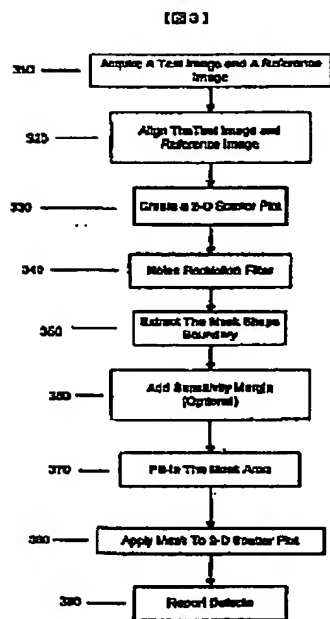 [図3]
310
Acquire A Test Image and A Reference
Image
320
Align The Test Image and
Reference Image
330
Create a 2-D Scatter Plot
340
Noise Reduction Filter
350
Extract The Mask Shape
Boundary
360
Add Sensitivity Margin
(Optional)
370
Fill-In The Mask Area
380
Apply Mask To 2-D Scatter Plot
390
Report Defects